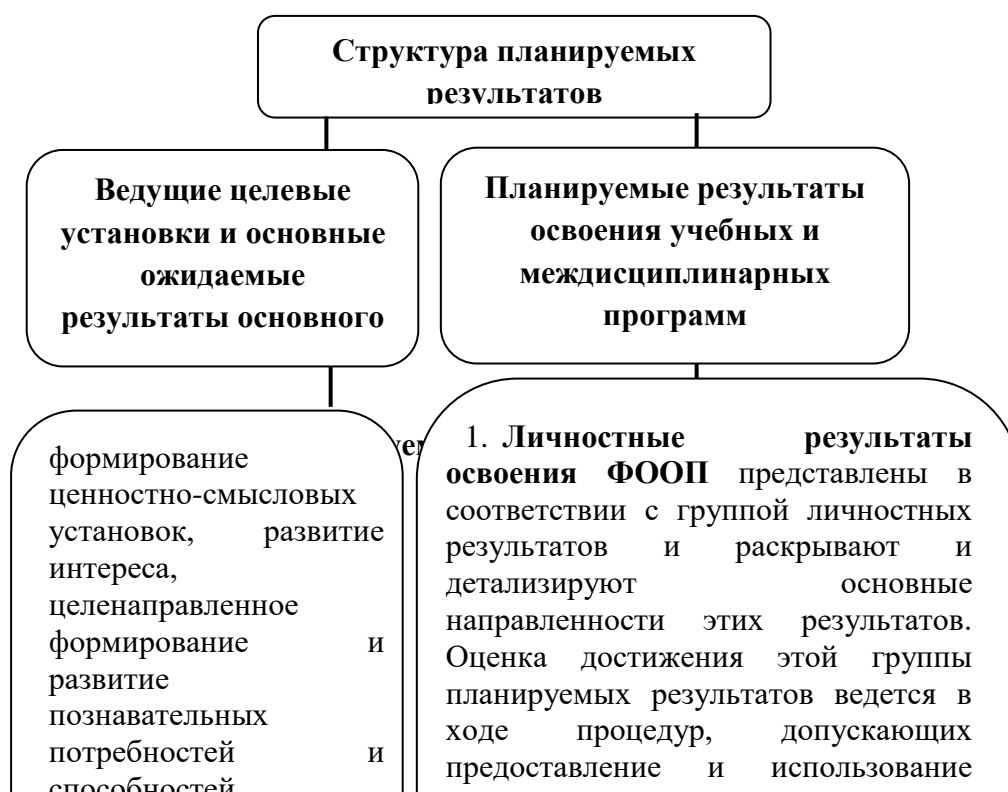 Структура планируемых
результатов
Ведущие целевые
установки и основные
ожидаемые
результаты основного
Планируемые результаты
освоения учебных и
междисциплинарных
программ
формирование
ценностно-смысловых
установок, развитие
интереса,
целенаправленное
формирование и
развитие
познавательных
потребностей и
способностей
1. Личностные результаты
освоения ФООП представлены в
соответствии с группой личностных
результатов и раскрывают и
детализируют основные
направленности этих результатов.
Оценка достижения этой группы
планируемых результатов ведется в
ходе процедур, допускающих
предоставление и использование